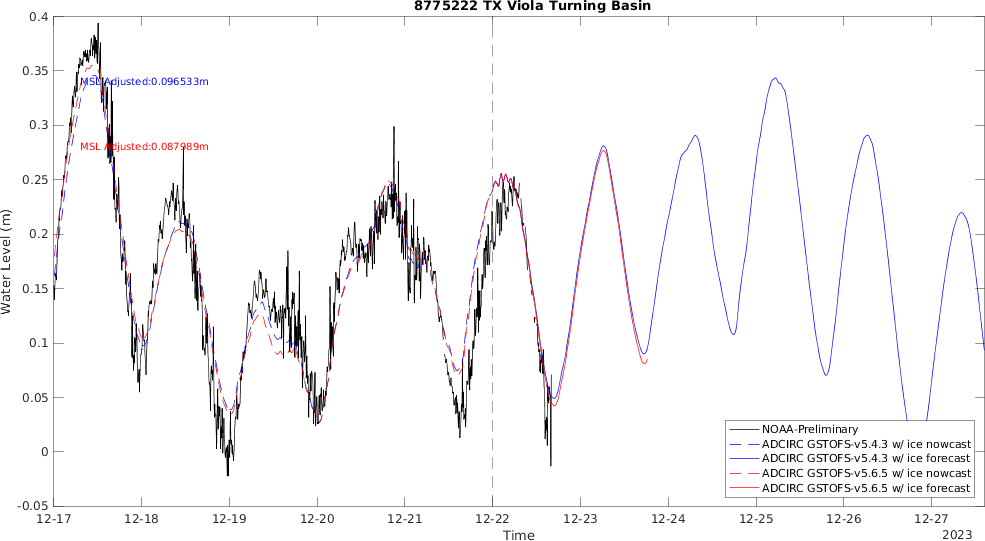 8775222 TX Viola Turning Basin
0.4
0.35
0.3
0.25
0.2
0.15
0.1
0.05
0
-0.05
Water Level (m)
MSL Adjusted:0.096533m
MSL Adjusted:0.087989m
NOAA-Preliminary
ADCIRC GSTOFS-v5.4.3 w/ ice nowcast
ADCIRC GSTOFS-v5.4.3 w/ ice forecast
ADCIRC GSTOFS-v5.6.5 w/ ice nowcast
ADCIRC GSTOFS-v5.6.5 w/ ice forecast
12-17 12-18 12-19 12-20 12-21 12-22 12-23 12-24 12-25 12-26 12-27
Time
2023